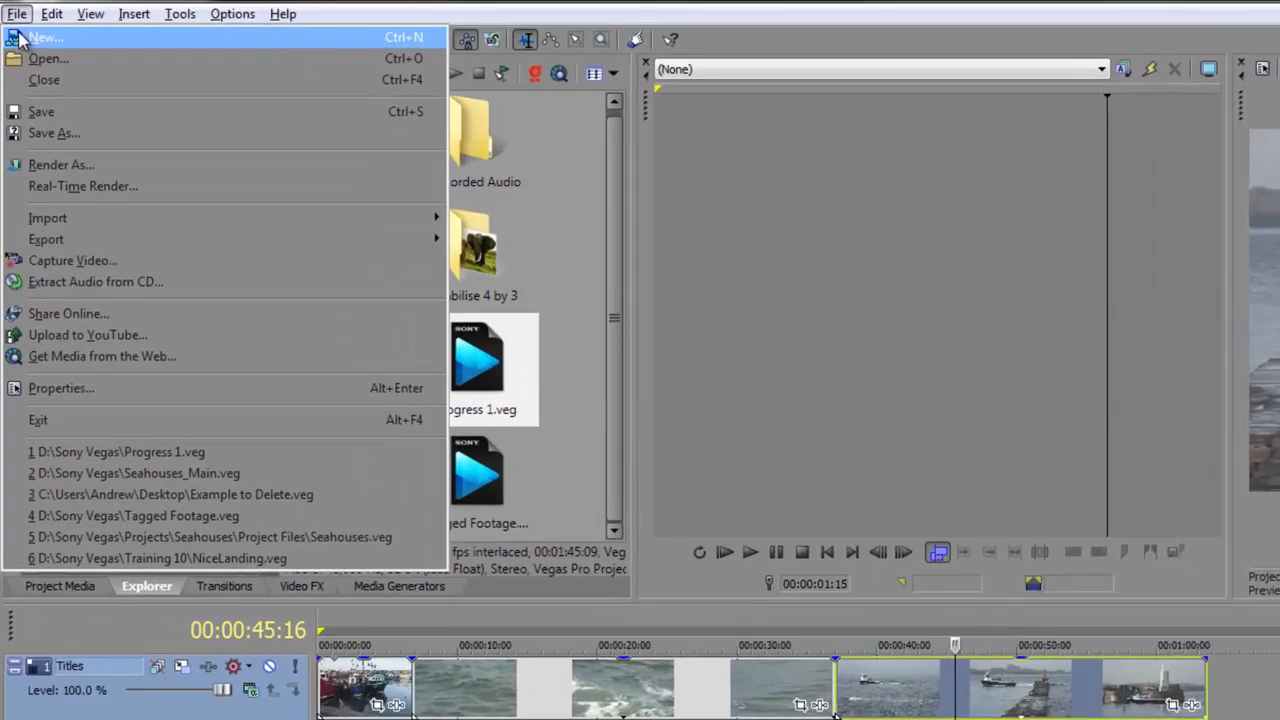 File Edit View Insert Tools Options Help
New... Ctrl+N
Open... Ctrl+O
Close Ctrl+F4
Save Ctrl+S
Save As...
Render As...
Real-Time Render...
Import
Export
Capture Video...
Extract Audio from CD...
Share Online...
Upload to YouTube...
Get Media from the Web...
Properties... Alt+Enter
Exit Alt+F4
1 D:\Sony Vegas\Progress 1.veg
2 D:\Sony Vegas\Seahouses_Main.veg
3 C:\Users\Andrew\Desktop\Example to Delete.veg
4 D:\Sony Vegas\Tagged Footage.veg
5 D:\Sony Vegas\Projects\Seahouses\Project Files\Seahouses.veg
6 D:\Sony Vegas\Training 10\NiceLanding.veg
orded Audio
bilise 4 by 3
SONY
ogress 1.veg
SONY
ged Footage....
fps interlaced, 00:01:45:09, Veg
Float), Stereo, Vegas Pro Projec
Project Media Explorer Transitions Video FX Media Generators
(None)
00:00:01:15
Projec
Preview
00:00:45:16
00:00:00:00 00:00:10:00 00:00:20:00 00:00:30:00 00:00:40:00 00:00:50:00 00:01:00:00
1 Titles
Level: 100.0 %